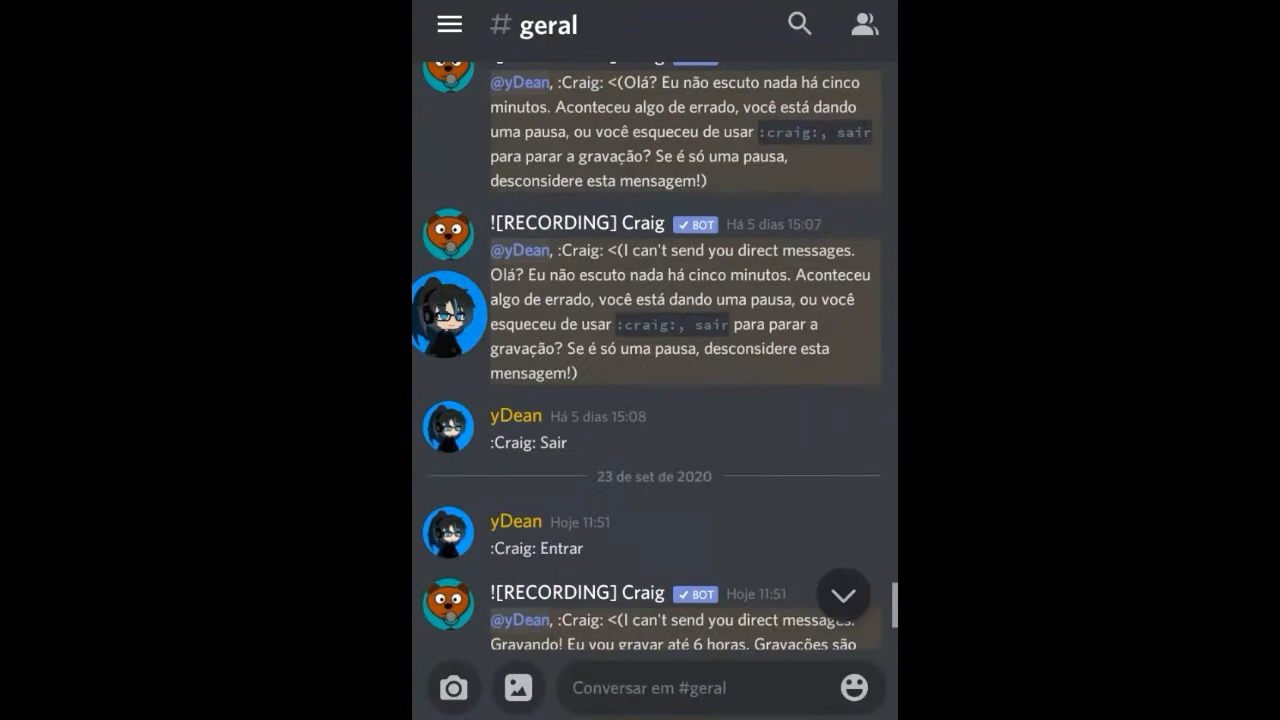 # geral
@yDean, :Craig: <(Olá? Eu não escuto nada há cinco
minutos. Aconteceu algo de errado, você está dando
uma pausa, ou você esqueceu de usar :craig:, sair
para parar a gravação? Se é só uma pausa,
desconsidere esta mensagem!)
![RECORDING] Craig ✓ BOT Há 5 dias 15:07
@yDean, :Craig: <(I can't send you direct messages.
Olá? Eu não escuto nada há cinco minutos. Aconteceu
algo de errado, você está dando uma pausa, ou você
esqueceu de usar :craig:, sair para parar a
gravação? Se é só uma pausa, desconsidere esta
mensagem!)
yDean Há 5 dias 15:08
:Craig: Sair
23 de set de 2020
yDean Hoje 11:51
:Craig: Entrar
![RECORDING] Craig ✓ BOT Hoje 11:51
@yDean, :Craig: <(I can't send you direct messages.
Gravando! Eu vou gravar até 6 horas. Gravações são
Conversar em #geral